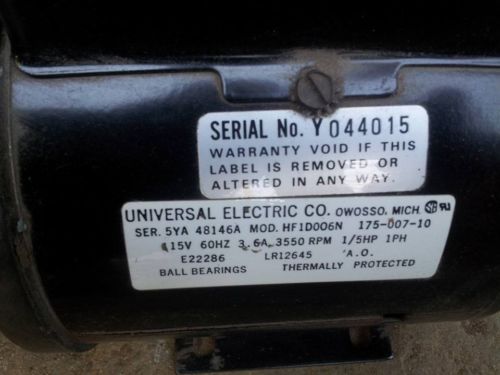 SERIAL No. Y 044015
WARRANTY VOID IF THIS
LABEL IS REMOVED OR
ALTERED IN ANY WAY.
UNIVERSAL ELECTRIC CO. OWOSSO, MICH. SA
SER. 5YA 48146A MOD. HF1D006N 175-007-10
115V 60HZ 3.6A 3550 RPM 1/5HP 1PH
E22286 LR12645 A.O.
BALL BEARINGS THERMALLY PROTECTED